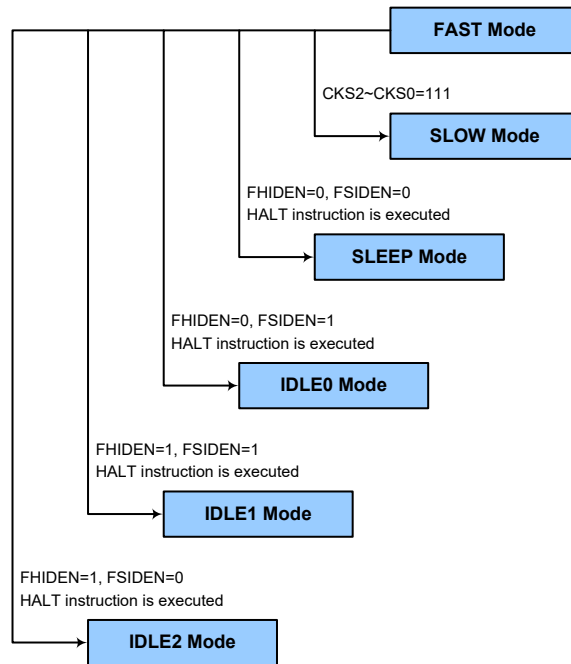 FAST Mode
CKS2~CKS0=111
SLOW Mode
FHIDEN=0, FSIDEN=0
HALT instruction is executed
SLEEP Mode
FHIDEN=0, FSIDEN=1
HALT instruction is executed
IDLE0 Mode
FHIDEN=1, FSIDEN=1
HALT instruction is executed
IDLE1 Mode
FHIDEN=1, FSIDEN=0
HALT instruction is executed
IDLE2 Mode